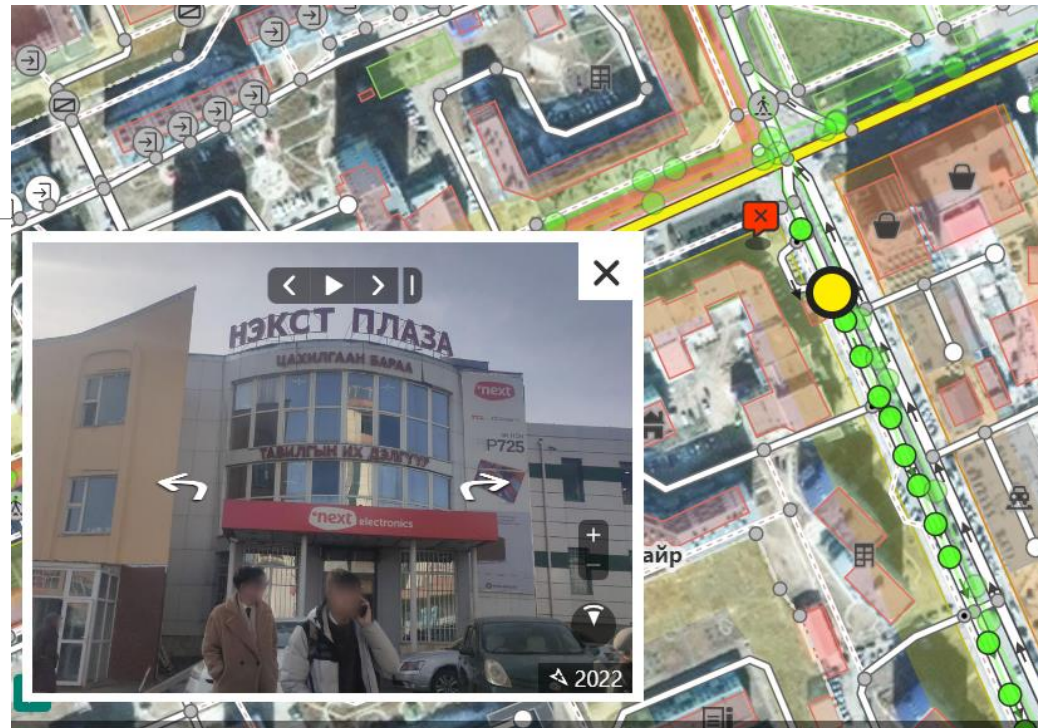 НЭКСТ ПЛАЗА
ЦАХИЛГААН БАРАА
ТАВИЛГЫН ИХ ДЭЛГҮҮР
next
P725
next electronics
2022
айр